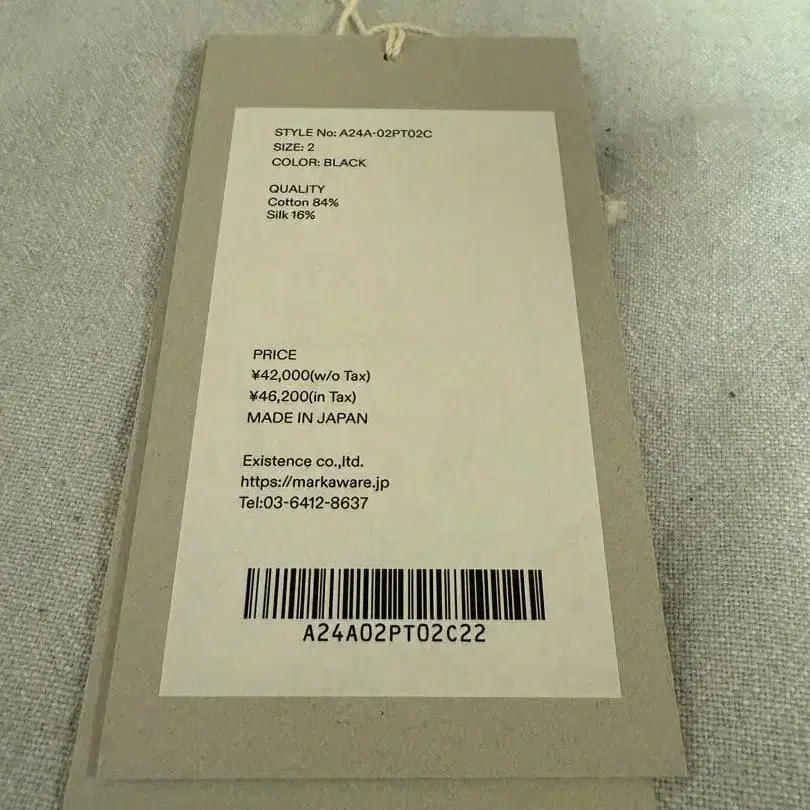 STYLE No: A24A-02PT02C
SIZE: 2
COLOR: BLACK
QUALITY
Cotton 84%
Silk 16%
PRICE
¥42,000(w/o Tax)
¥46,200(in Tax)
MADE IN JAPAN
Existence co.,ltd.
https://markaware.jp
Tel:03-6412-8637
A24A02PT02C22